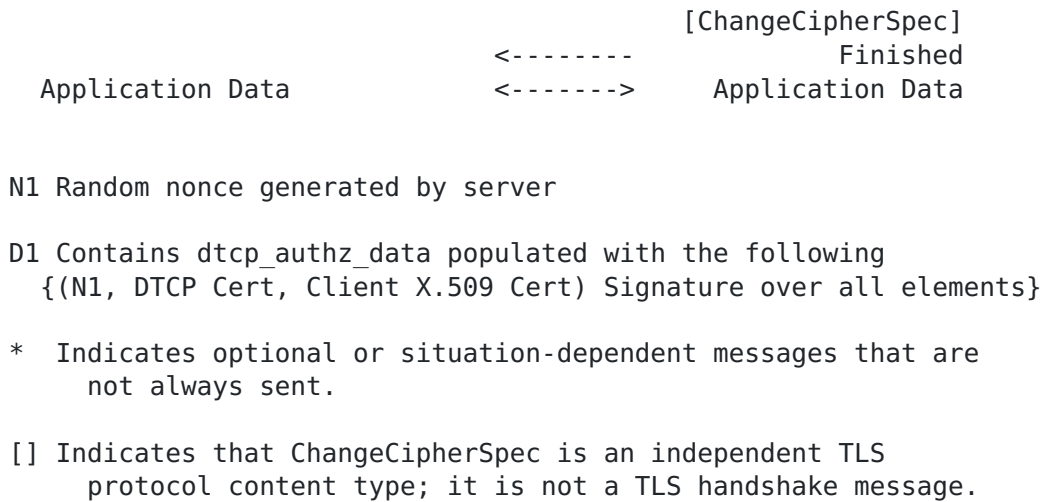 [ChangeCipherSpec]
<-------- Finished
Application Data <-------> Application Data
N1 Random nonce generated by server
D1 Contains dtcp_authz_data populated with the following
{(N1, DTCP Cert, Client X.509 Cert) Signature over all elements}
* Indicates optional or situation-dependent messages that are
not always sent.
[] Indicates that ChangeCipherSpec is an independent TLS
protocol content type; it is not a TLS handshake message.